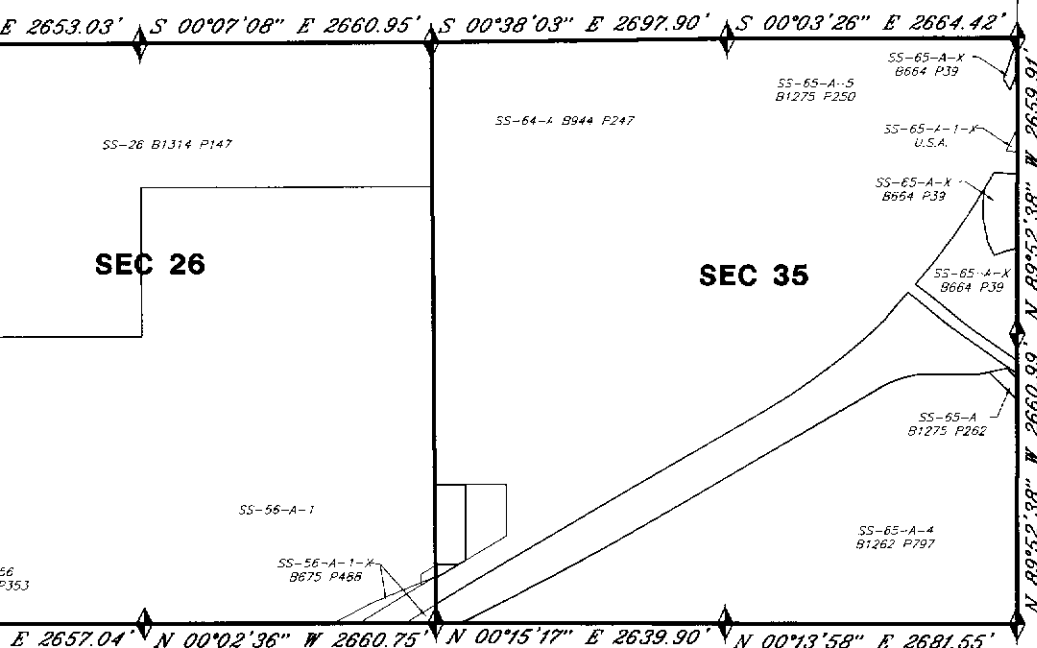 E 2653.03'
S 00°07'08" E 2660.95'
S 00°38'03" E 2697.90'
S 00°03'26" E 2664.42'
SS-65-A-X
B664 P39
SS-65-A-5
B1275 P250
SS-64-A B944 P247
SS-65-A-1-X
U.S.A.
SS-26 B1314 P147
SS-65-A-X
B664 P39
N 89°52'38" W 2659.91'
SEC 26
SEC 35
SS-65-A-X
B664 P39
SS-65-A
B1275 P262
SS-56-A-1
SS-65-A-4
B1262 P797
SS-56-A-1-X
B675 P468
56
P353
N 89°52'38" W 2660.99'
E 2657.04'
N 00°02'36" W 2660.75'
N 00°15'17" E 2639.90'
N 00°13'58" E 2681.55'